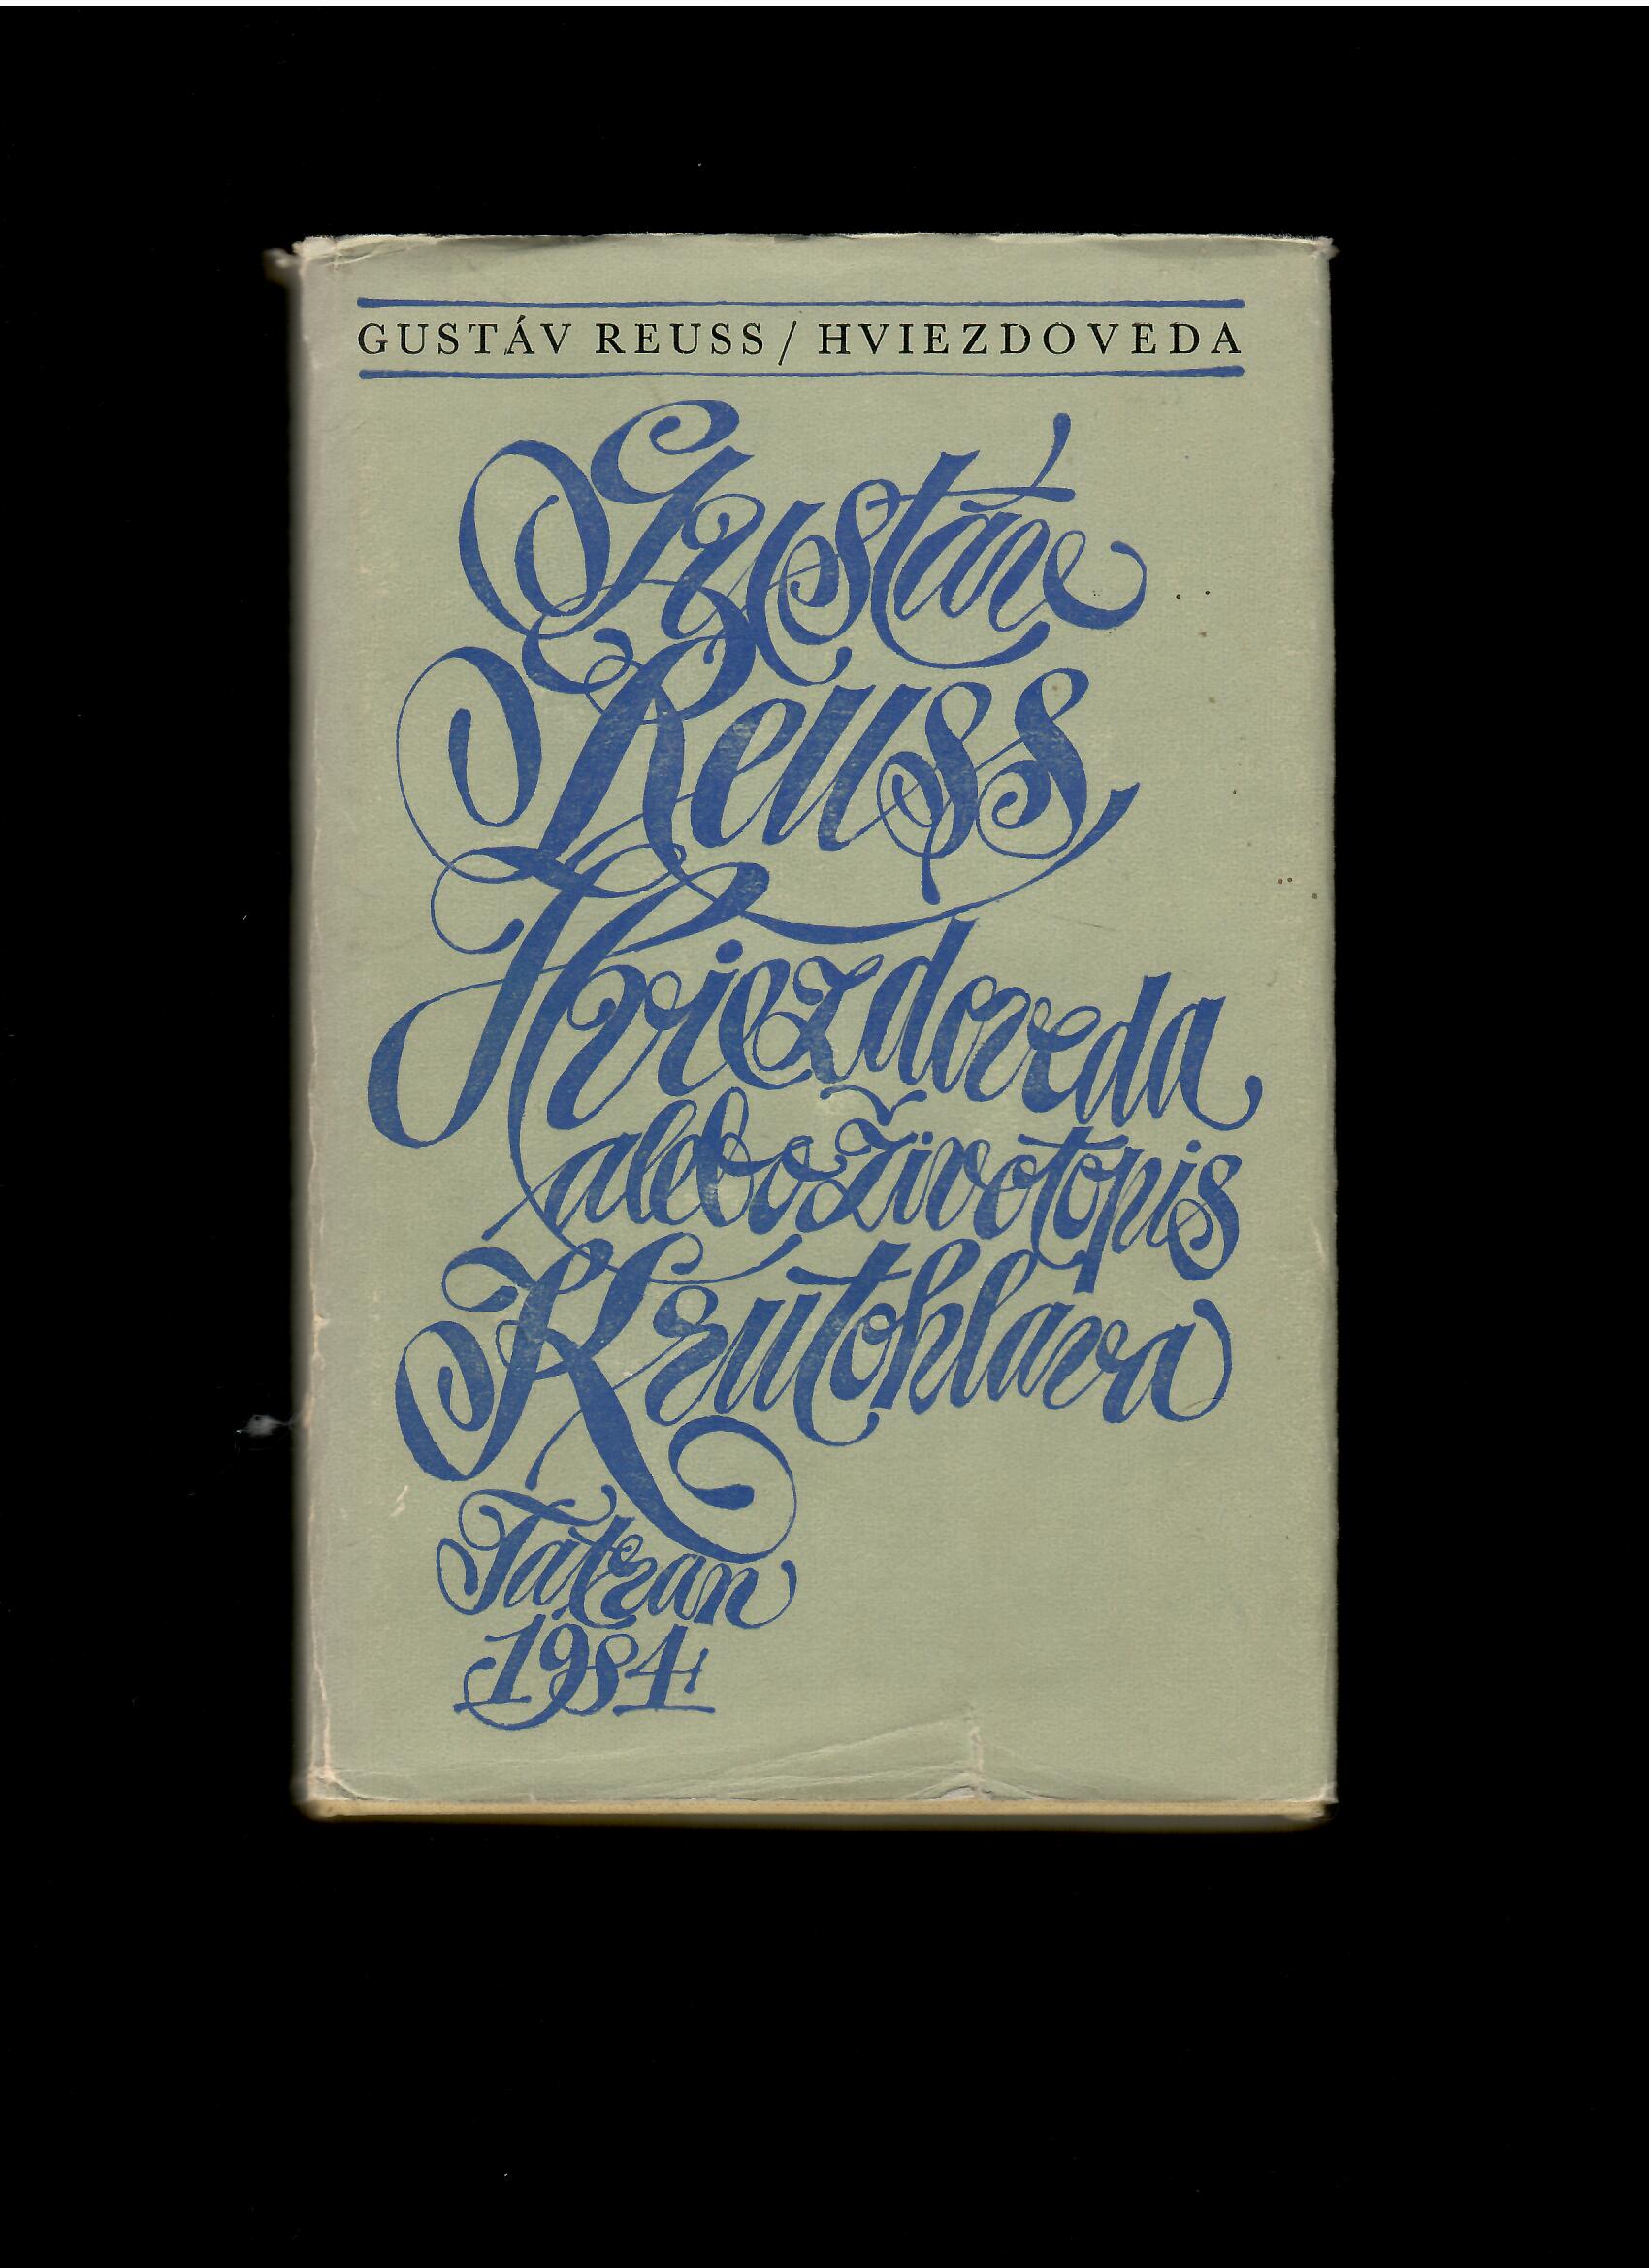 GUSTÁV REUSS / HVIEZDOVEDA
Gustáv
Reuss
Hviezdoveda
alebo životopis
Krutohlava
Tatran
1984